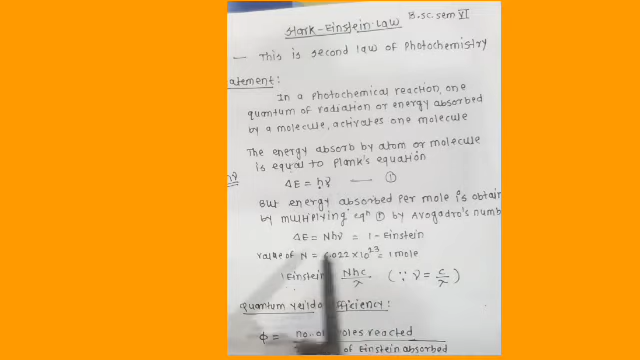 Stark-Einstein-Law B.sc.sem VI
— This is second law of Photochemistry
atement:
In a photochemical reaction, one
quantum of radiation or energy absorbed
by a molecule, activates one molecule
The energy absorb by atom or molecule
is equal to Plank's equation
hν
ΔE = hν — ①
But energy absorbed per mole is obtain
by multiplying eqn ① by Avogadro's numb
ΔE = Nhν = 1-Einstein
value of N = 6.022 × 10^23 = 1 mole
1 Einstein Nhc/λ. (∵ ν = c/λ)
Quantum Yeild Efficiency:
Φ = no. of moles reacted
of Einstein absorbed